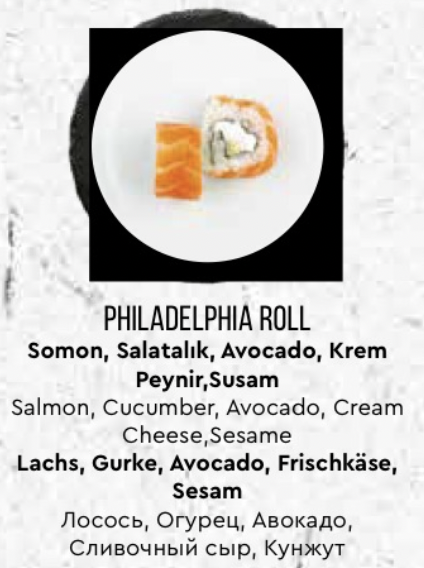 PHILADELPHIA ROLL
Somon, Salatalık, Avocado, Krem
Peynir,Susam
Salmon, Cucumber, Avocado, Cream
Cheese,Sesame
Lachs, Gurke, Avocado, Frischkäse,
Sesam
Лосось, Огурец, Авокадо,
Сливочный сыр, Кунжут